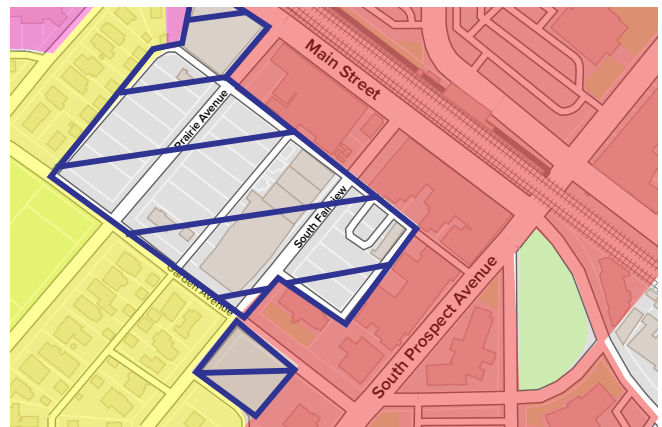 Main Street
Prairie Avenue
South Fairview
Garden Avenue
South Prospect Avenue